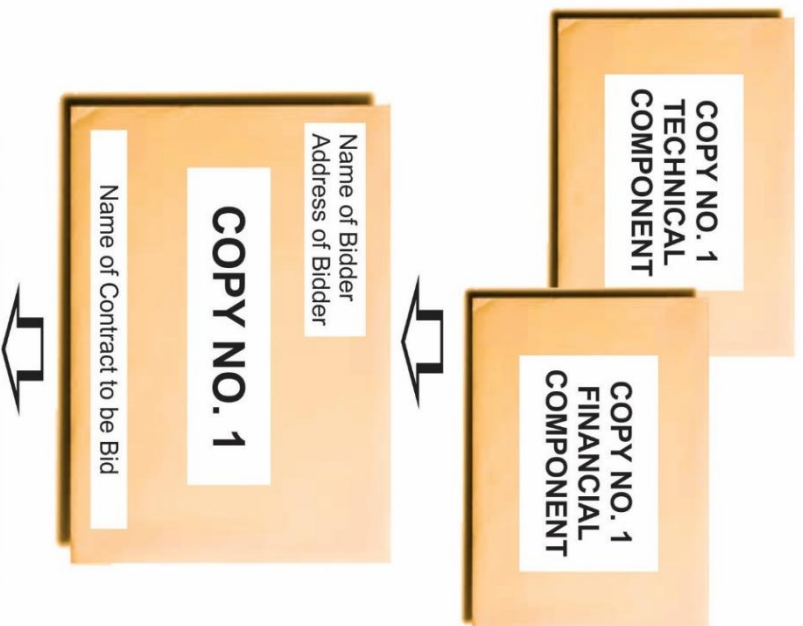 COPY NO. 1
TECHNICAL
COMPONENT
COPY NO. 1
FINANCIAL
COMPONENT
Name of Bidder
Address of Bidder
COPY NO. 1
Name of Contract to be Bid